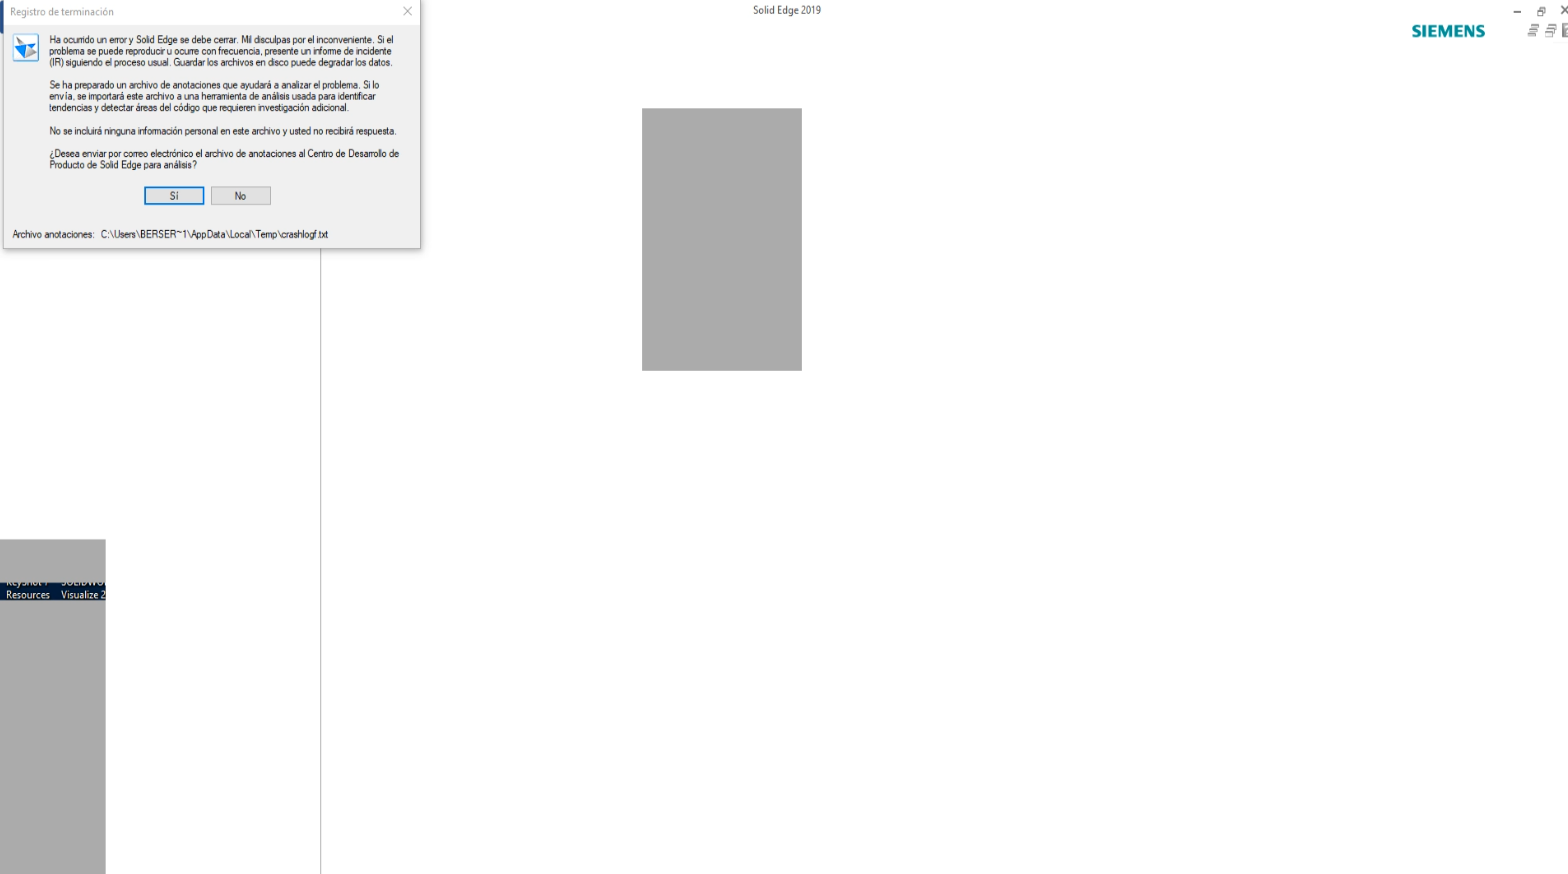 Registro de terminación
Solid Edge 2019
SIEMENS
Ha ocurrido un error y Solid Edge se debe cerrar. Mil disculpas por el inconveniente. Si el
problema se puede reproducir u ocurre con frecuencia, presente un informe de incidente
(IR) siguiendo el proceso usual. Guardar los archivos en disco puede degradar los datos.
Se ha preparado un archivo de anotaciones que ayudará a analizar el problema. Si lo
envía, se importará este archivo a una herramienta de análisis usada para identificar
tendencias y detectar áreas del código que requieren investigación adicional.
No se incluirá ninguna información personal en este archivo y usted no recibirá respuesta.
¿Desea enviar por correo electrónico el archivo de anotaciones al Centro de Desarrollo de
Producto de Solid Edge para análisis?
Sí No
Archivo anotaciones: C:\Users\BERSER~1\AppData\Local\Temp\crashlogf.txt
Resources Visualize 2